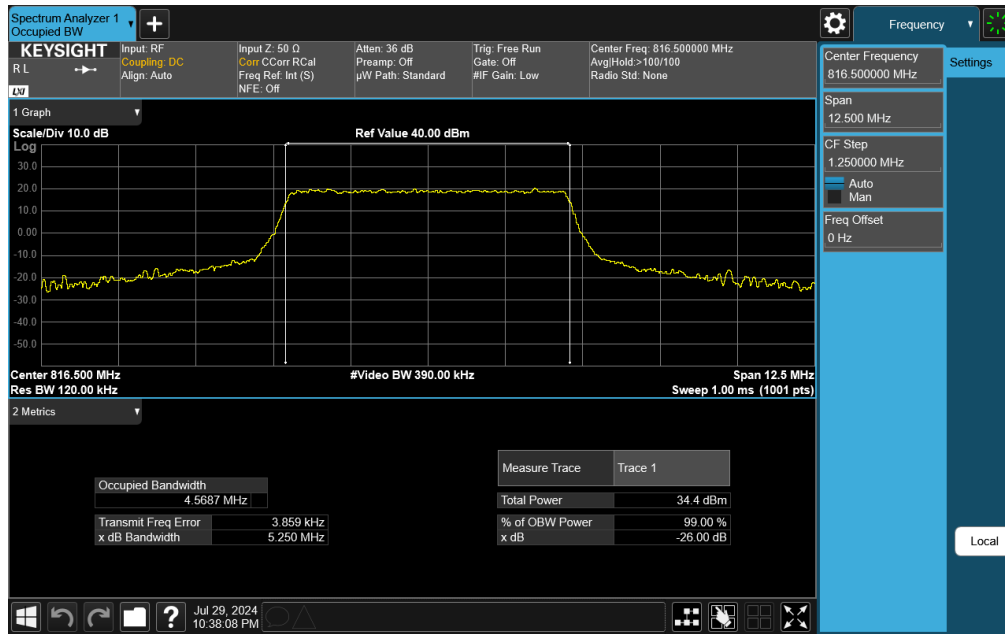 Spectrum Analyzer 1
Occupied BW
Frequency
KEYSIGHT
R L
LXI
Input: RF
Coupling: DC
Align: Auto
Input Z: 50 Ω
Corr CCorr RCal
Freq Ref: Int (S)
NFE: Off
Atten: 36 dB
Preamp: Off
µW Path: Standard
Trig: Free Run
Gate: Off
#IF Gain: Low
Center Freq: 816.500000 MHz
Avg|Hold:>100/100
Radio Std: None
Center Frequency
816.500000 MHz
Settings
Span
12.500 MHz
CF Step
1.250000 MHz
Auto
Man
Freq Offset
0 Hz
Local
1 Graph
Scale/Div 10.0 dB
Ref Value 40.00 dBm
Log
30.0
20.0
10.0
0.00
-10.0
-20.0
-30.0
-40.0
-50.0
Center 816.500 MHz
#Video BW 390.00 kHz
Span 12.5 MHz
Res BW 120.00 kHz
Sweep 1.00 ms (1001 pts)
2 Metrics
Measure Trace
Trace 1
Occupied Bandwidth
4.5687 MHz
Total Power
34.4 dBm
Transmit Freq Error
3.859 kHz
% of OBW Power
99.00 %
x dB Bandwidth
5.250 MHz
x dB
-26.00 dB
Jul 29, 2024
10:38:08 PM